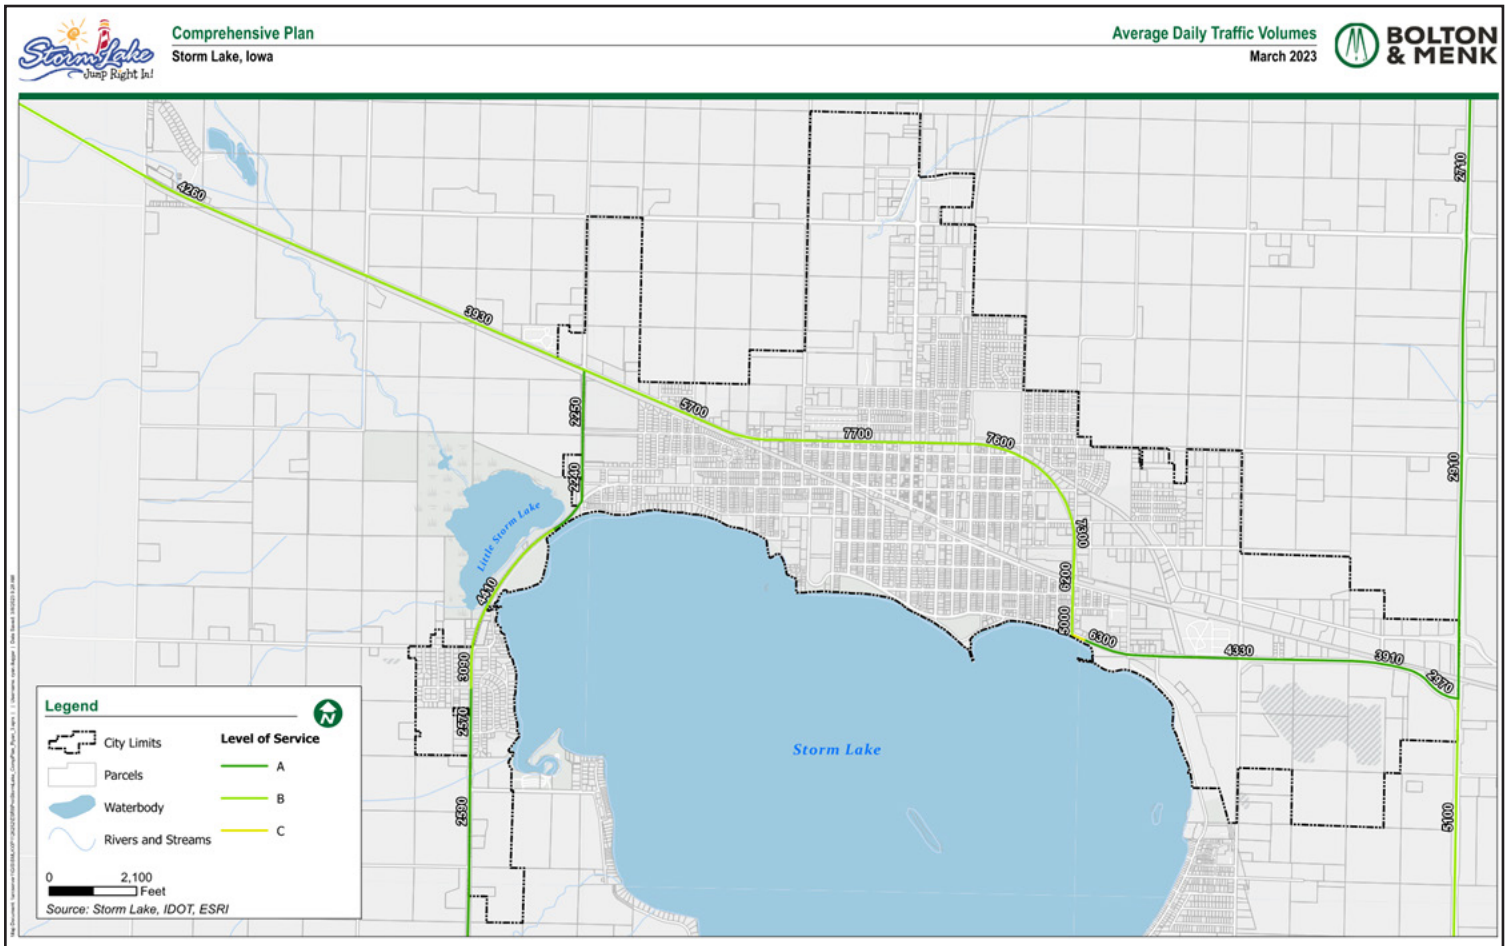 Storm Lake
Jump Right In!
Comprehensive Plan
Storm Lake, Iowa
Average Daily Traffic Volumes
March 2023
BOLTON
& MENK
4260
3930
2250
2240
5700
7700
7600
7300
6200
5000
6300
4330
3910
2970
2710
2910
5100
Little Storm Lake
4410
3090
2570
2590
Storm Lake
Legend
N
City Limits
Parcels
Waterbody
Rivers and Streams
Level of Service
A
B
C
0 2,100
Feet
Source: Storm Lake, IDOT, ESRI